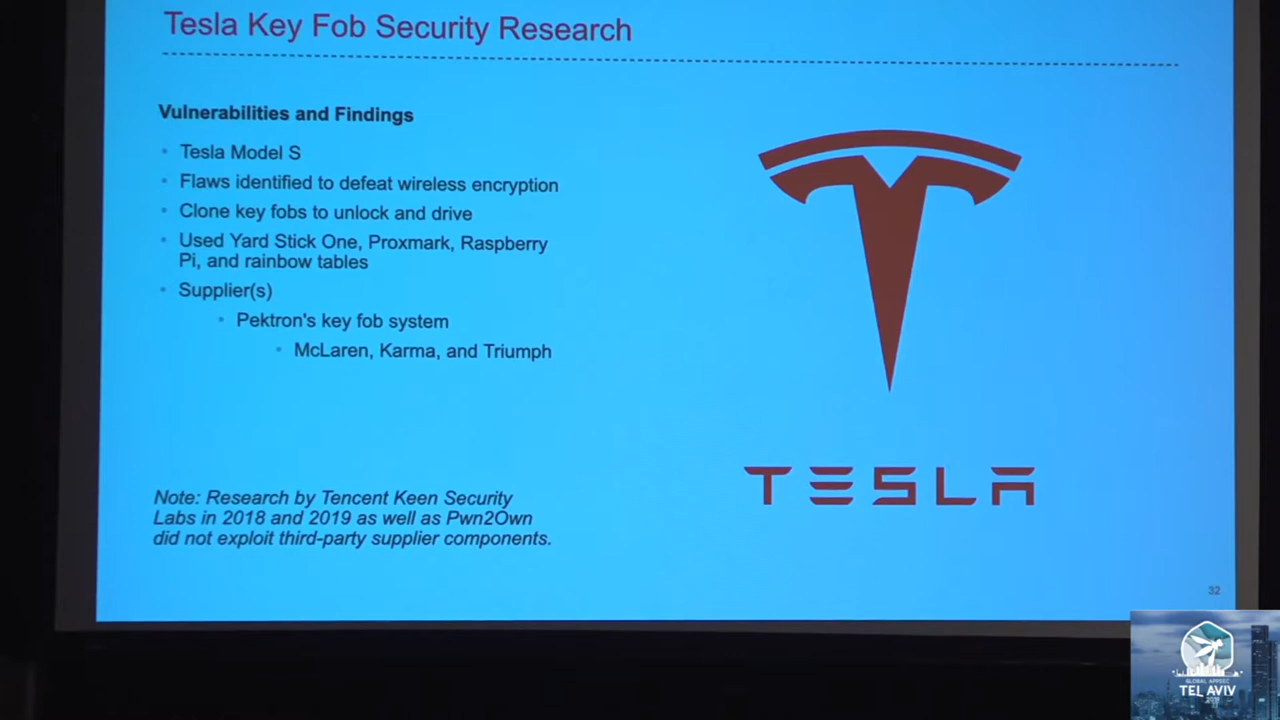 Tesla Key Fob Security Research
Vulnerabilities and Findings
• Tesla Model S
• Flaws identified to defeat wireless encryption
• Clone key fobs to unlock and drive
• Used Yard Stick One, Proxmark, Raspberry
Pi, and rainbow tables
• Supplier(s)
• Pektron's key fob system
• McLaren, Karma, and Triumph
TESLA
Note: Research by Tencent Keen Security
Labs in 2018 and 2019 as well as Pwn2Own
did not exploit third-party supplier components.
32
GLOBAL APPSEC
TEL AVIV